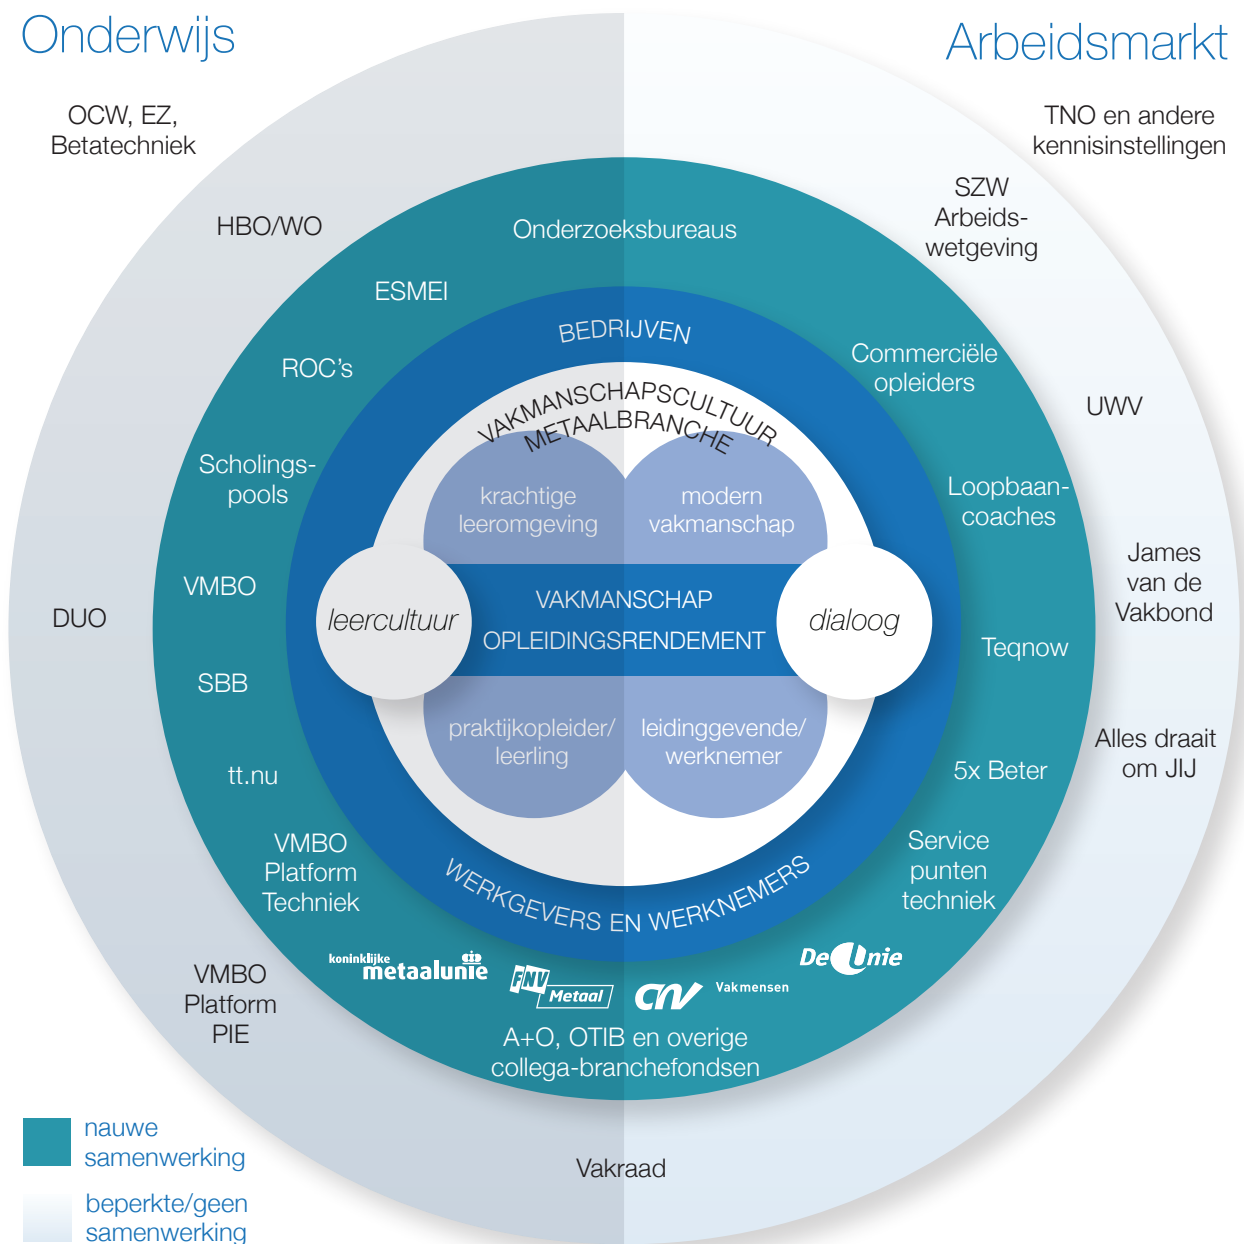 Onderwijs
Arbeidsmarkt
OCW, EZ,
Betatechniek
TNO en andere
kennisinstellingen
HBO/WO
SZW
Arbeids-
wetgeving
Onderzoeksbureaus
ESMEI
BEDRIJVEN
ROC's
Commerciële
opleiders
VAKMANSCHAPSCULTUUR
METAALBRANCHE
UWV
Scholings-
pools
krachtige
leeromgeving
modern
vakmanschap
Loopbaan-
coaches
VMBO
DUO
leercultuur
VAKMANSCHAP
OPLEIDINGSRENDEMENT
dialoog
James
van de
Vakbond
Teqnow
SBB
praktijkopleider/
leerling
leidinggevende/
werknemer
tt.nu
5x Beter
Alles draait
om JIJ
VMBO
Platform
Techniek
Service
punten
techniek
WERKGEVERS EN WERKNEMERS
koninklijke
metaalunie
FNV
Metaal
CNV Vakmensen
De Unie
VMBO
Platform
PIE
A+O, OTIB en overige
collega-branchefondsen
Vakraad
nauwe
samenwerking
beperkte/geen
samenwerking